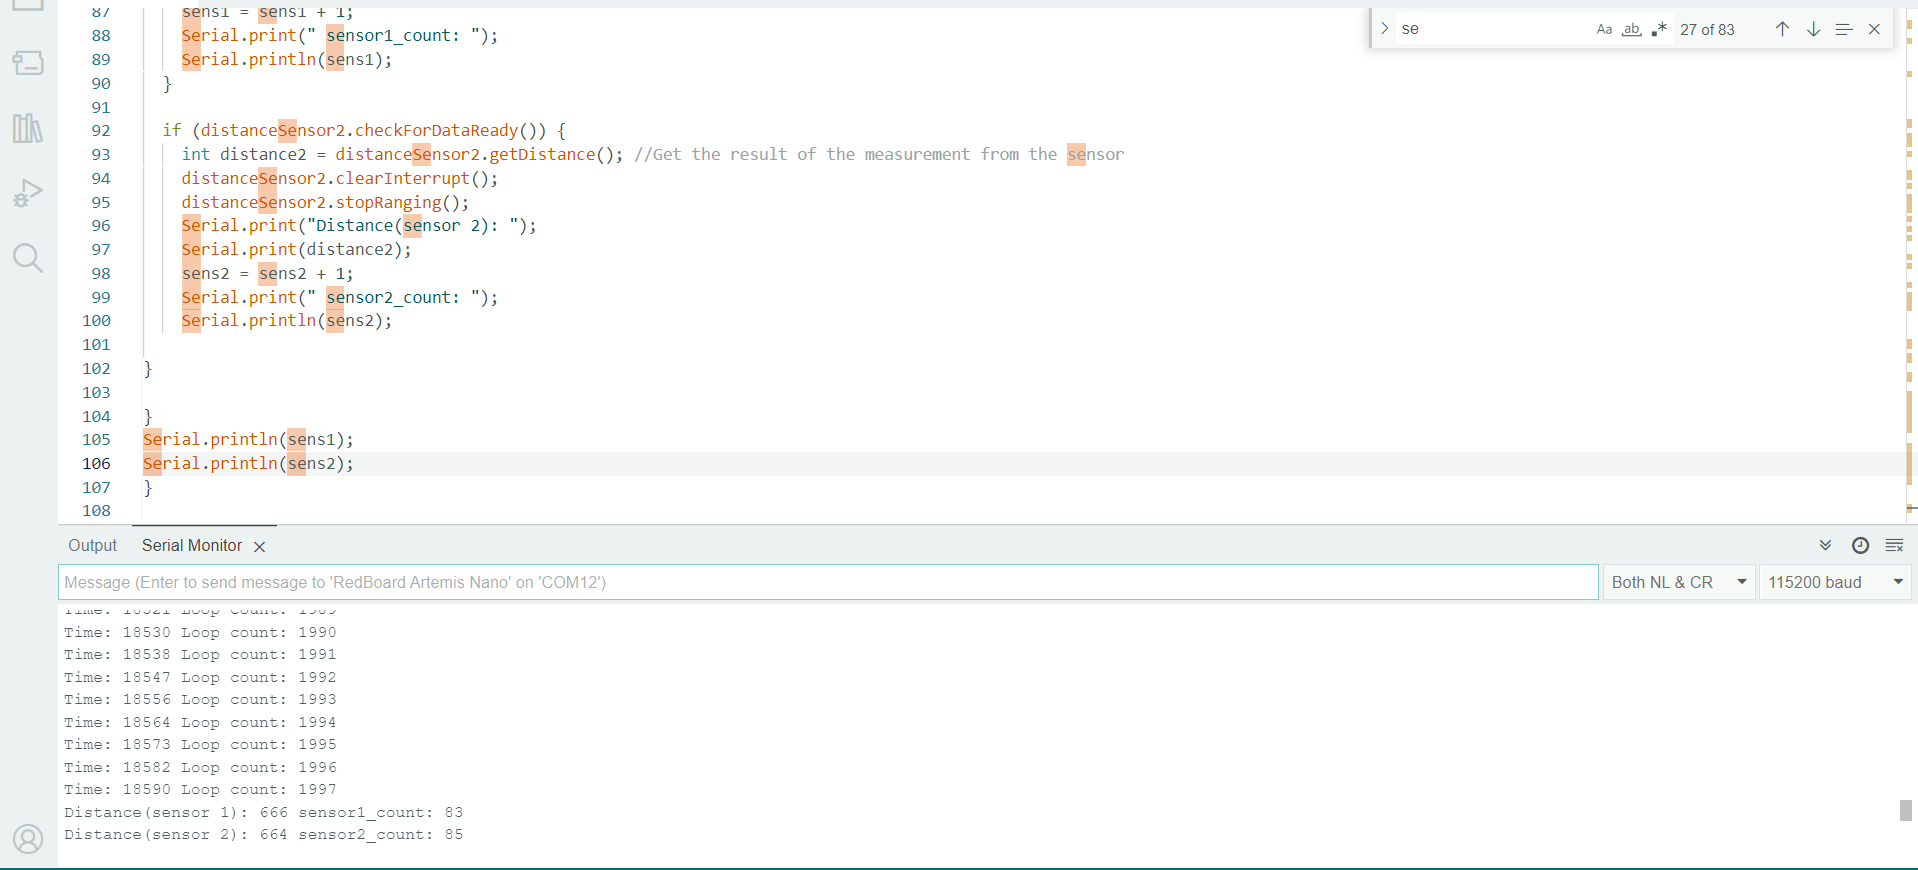 87 sens1 = sens1 + 1;
88 Serial.print(" sensor1_count: ");
89 Serial.println(sens1);
90 }
91
92 if (distanceSensor2.checkForDataReady()) {
93 int distance2 = distanceSensor2.getDistance(); //Get the result of the measurement from the sensor
94 distanceSensor2.clearInterrupt();
95 distanceSensor2.stopRanging();
96 Serial.print("Distance(sensor 2): ");
97 Serial.print(distance2);
98 sens2 = sens2 + 1;
99 Serial.print(" sensor2_count: ");
100 Serial.println(sens2);
101
102 }
103
104 }
105 Serial.println(sens1);
106 Serial.println(sens2);
107 }
108
se Aa ab .* 27 of 83
Output Serial Monitor
Message (Enter to send message to 'RedBoard Artemis Nano' on 'COM12') Both NL & CR 115200 baud
Time: 18521 Loop count: 1989
Time: 18530 Loop count: 1990
Time: 18538 Loop count: 1991
Time: 18547 Loop count: 1992
Time: 18556 Loop count: 1993
Time: 18564 Loop count: 1994
Time: 18573 Loop count: 1995
Time: 18582 Loop count: 1996
Time: 18590 Loop count: 1997
Distance(sensor 1): 666 sensor1_count: 83
Distance(sensor 2): 664 sensor2_count: 85